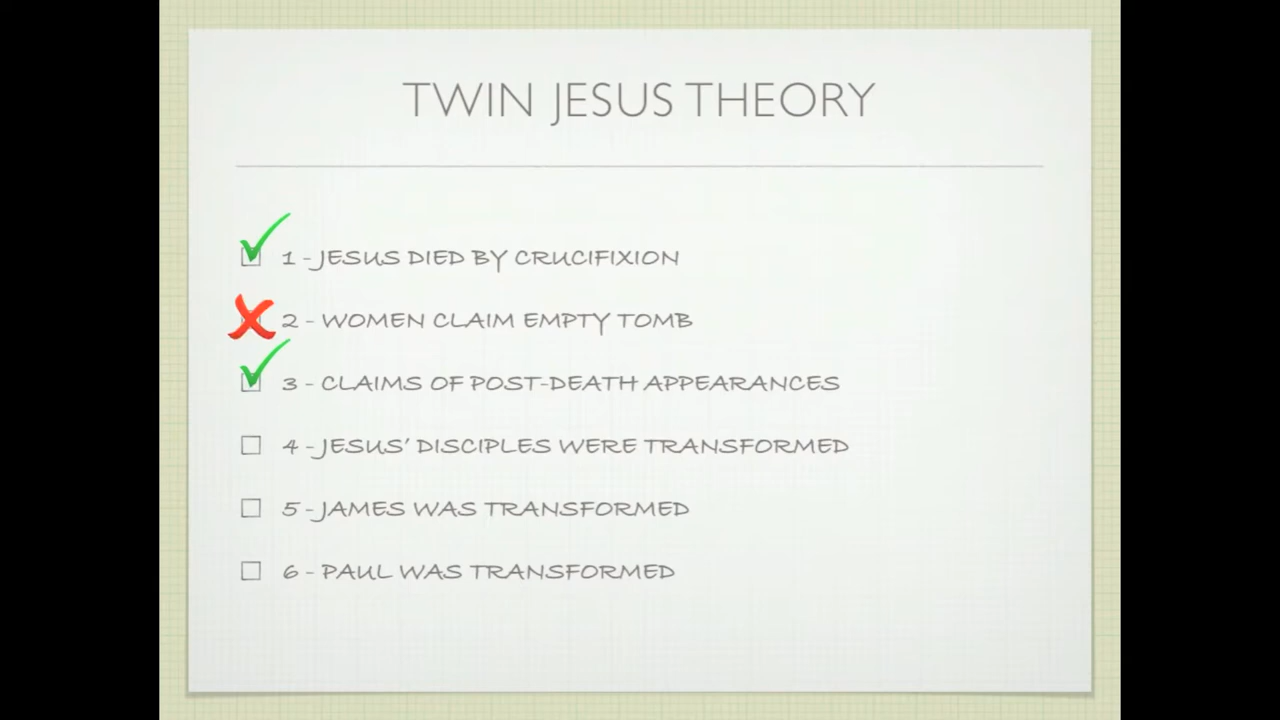 TWIN JESUS THEORY
1 - JESUS DIED BY CRUCIFIXION
2 - WOMEN CLAIM EMPTY TOMB
3 - CLAIMS OF POST-DEATH APPEARANCES
4 - JESUS' DISCIPLES WERE TRANSFORMED
5 - JAMES WAS TRANSFORMED
6 - PAUL WAS TRANSFORMED